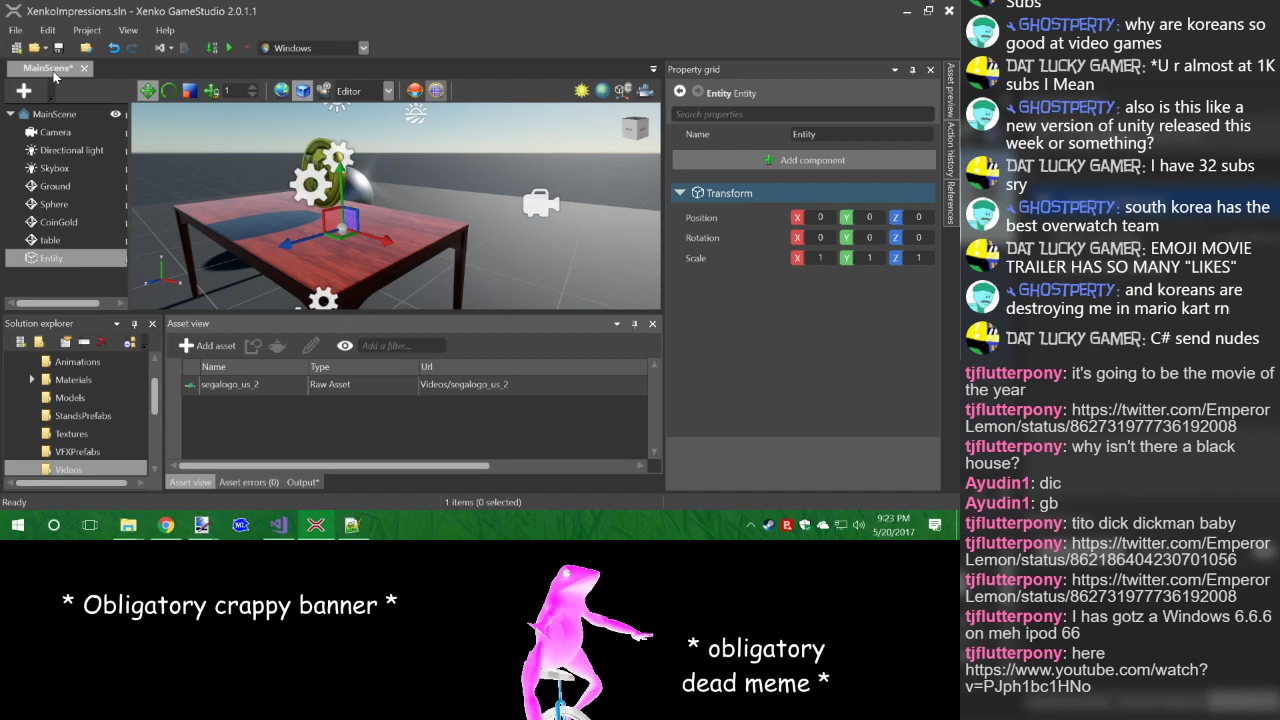 XenkoImpressions.sln - Xenko GameStudio 2.0.1.1
File Edit Project View Help
Windows
MainScene*
1 Editor
MainScene
Camera
Directional light
Skybox
Ground
Sphere
CoinGold
table
Entity
Property grid
Entity Entity
Search properties
Name Entity
Add component
Transform
Position X 0 Y 0 Z 0
Rotation X 0 Y 0 Z 0
Scale X 1 Y 1 Z 1
Asset preview
Action history
References
Solution explorer
Animations
Materials
Models
StandsPrefabs
Textures
VFXPrefabs
Videos
Asset view
Add asset Add a filter...
Name Type Url
segalogo_us_2 Raw Asset Videos/segalogo_us_2
Asset view Asset errors (0) Output*
Ready 1 items (0 selected)
9:23 PM
5/20/2017
* Obligatory crappy banner *
* obligatory
dead meme *
Subs
GHOSTPERTY: why are koreans so
good at video games
DAT LUCKY GAMER: *U r almost at 1K
subs I Mean
GHOSTPERTY: also is this like a
new version of unity released this
week or something?
DAT LUCKY GAMER: I have 32 subs
sry
GHOSTPERTY: south korea has the
best overwatch team
DAT LUCKY GAMER: EMOJI MOVIE
TRAILER HAS SO MANY "LIKES"
GHOSTPERTY: and koreans are
destroying me in mario kart rn
DAT LUCKY GAMER: C# send nudes
tjflutterpony: it's going to be the movie of
the year
tjflutterpony: https://twitter.com/Emperor
Lemon/status/862731977736192008
tjflutterpony: why isn't there a black
house?
Ayudin1: dic
Ayudin1: gb
tjflutterpony: tito dick dickman baby
tjflutterpony: https://twitter.com/Emperor
Lemon/status/862186404230701056
tjflutterpony: https://twitter.com/Emperor
Lemon/status/862731977736192008
tjflutterpony: I has gotz a Windows 6.6.6
on meh ipod 66
tjflutterpony: here
https://www.youtube.com/watch?
v=PJph1bc1HNo